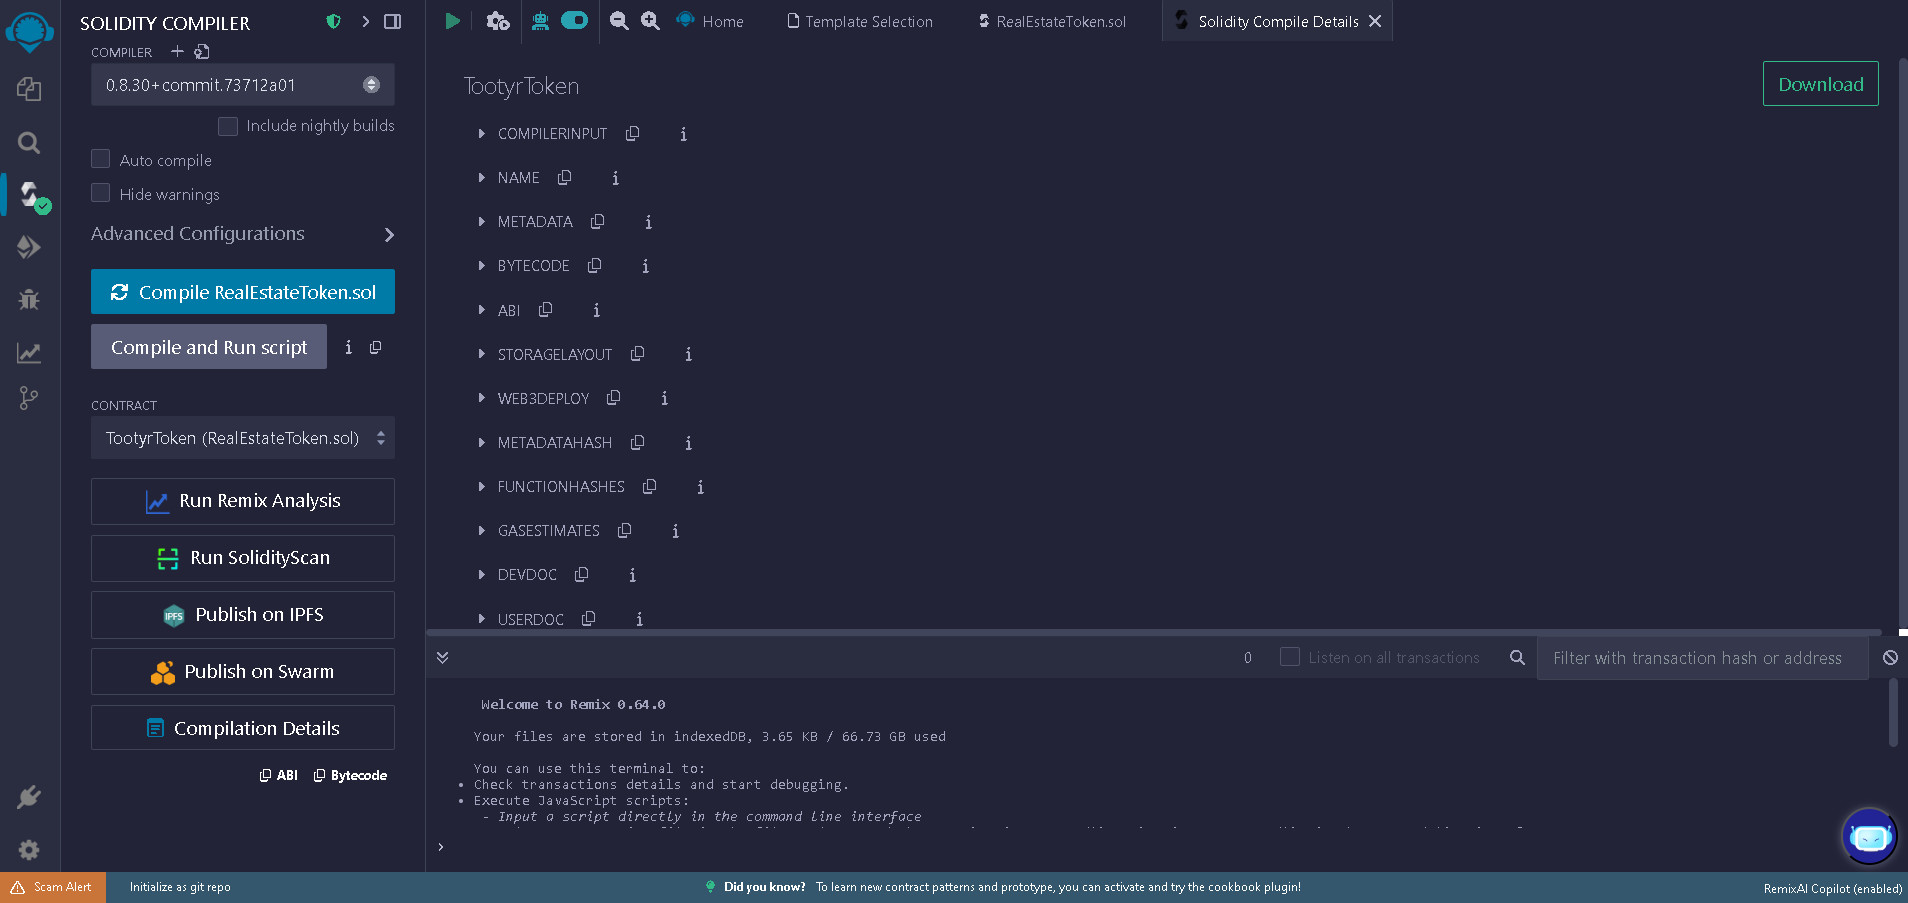 SOLIDITY COMPILER
COMPILER
0.8.30+commit.73712a01
Include nightly builds
Auto compile
Hide warnings
Advanced Configurations
Compile RealEstateToken.sol
Compile and Run script
CONTRACT
TootyrToken (RealEstateToken.sol)
Run Remix Analysis
Run SolidityScan
IPFS
Publish on IPFS
Publish on Swarm
Compilation Details
ABI Bytecode
Home Template Selection RealEstateToken.sol Solidity Compile Details
TootyrToken
Download
COMPILERINPUT
NAME
METADATA
BYTECODE
ABI
STORAGELAYOUT
WEB3DEPLOY
METADATAHASH
FUNCTIONHASHES
GASESTIMATES
DEVDOC
USERDOC
0 Listen on all transactions Filter with transaction hash or address
Welcome to Remix 0.64.0
Your files are stored in indexedDB, 3.65 KB / 66.73 GB used
You can use this terminal to:
• Check transactions details and start debugging.
• Execute JavaScript scripts:
- Input a script directly in the command line interface
>
Scam Alert Initialize as git repo Did you know? To learn new contract patterns and prototype, you can activate and try the cookbook plugin! RemixAI Copilot (enabled)